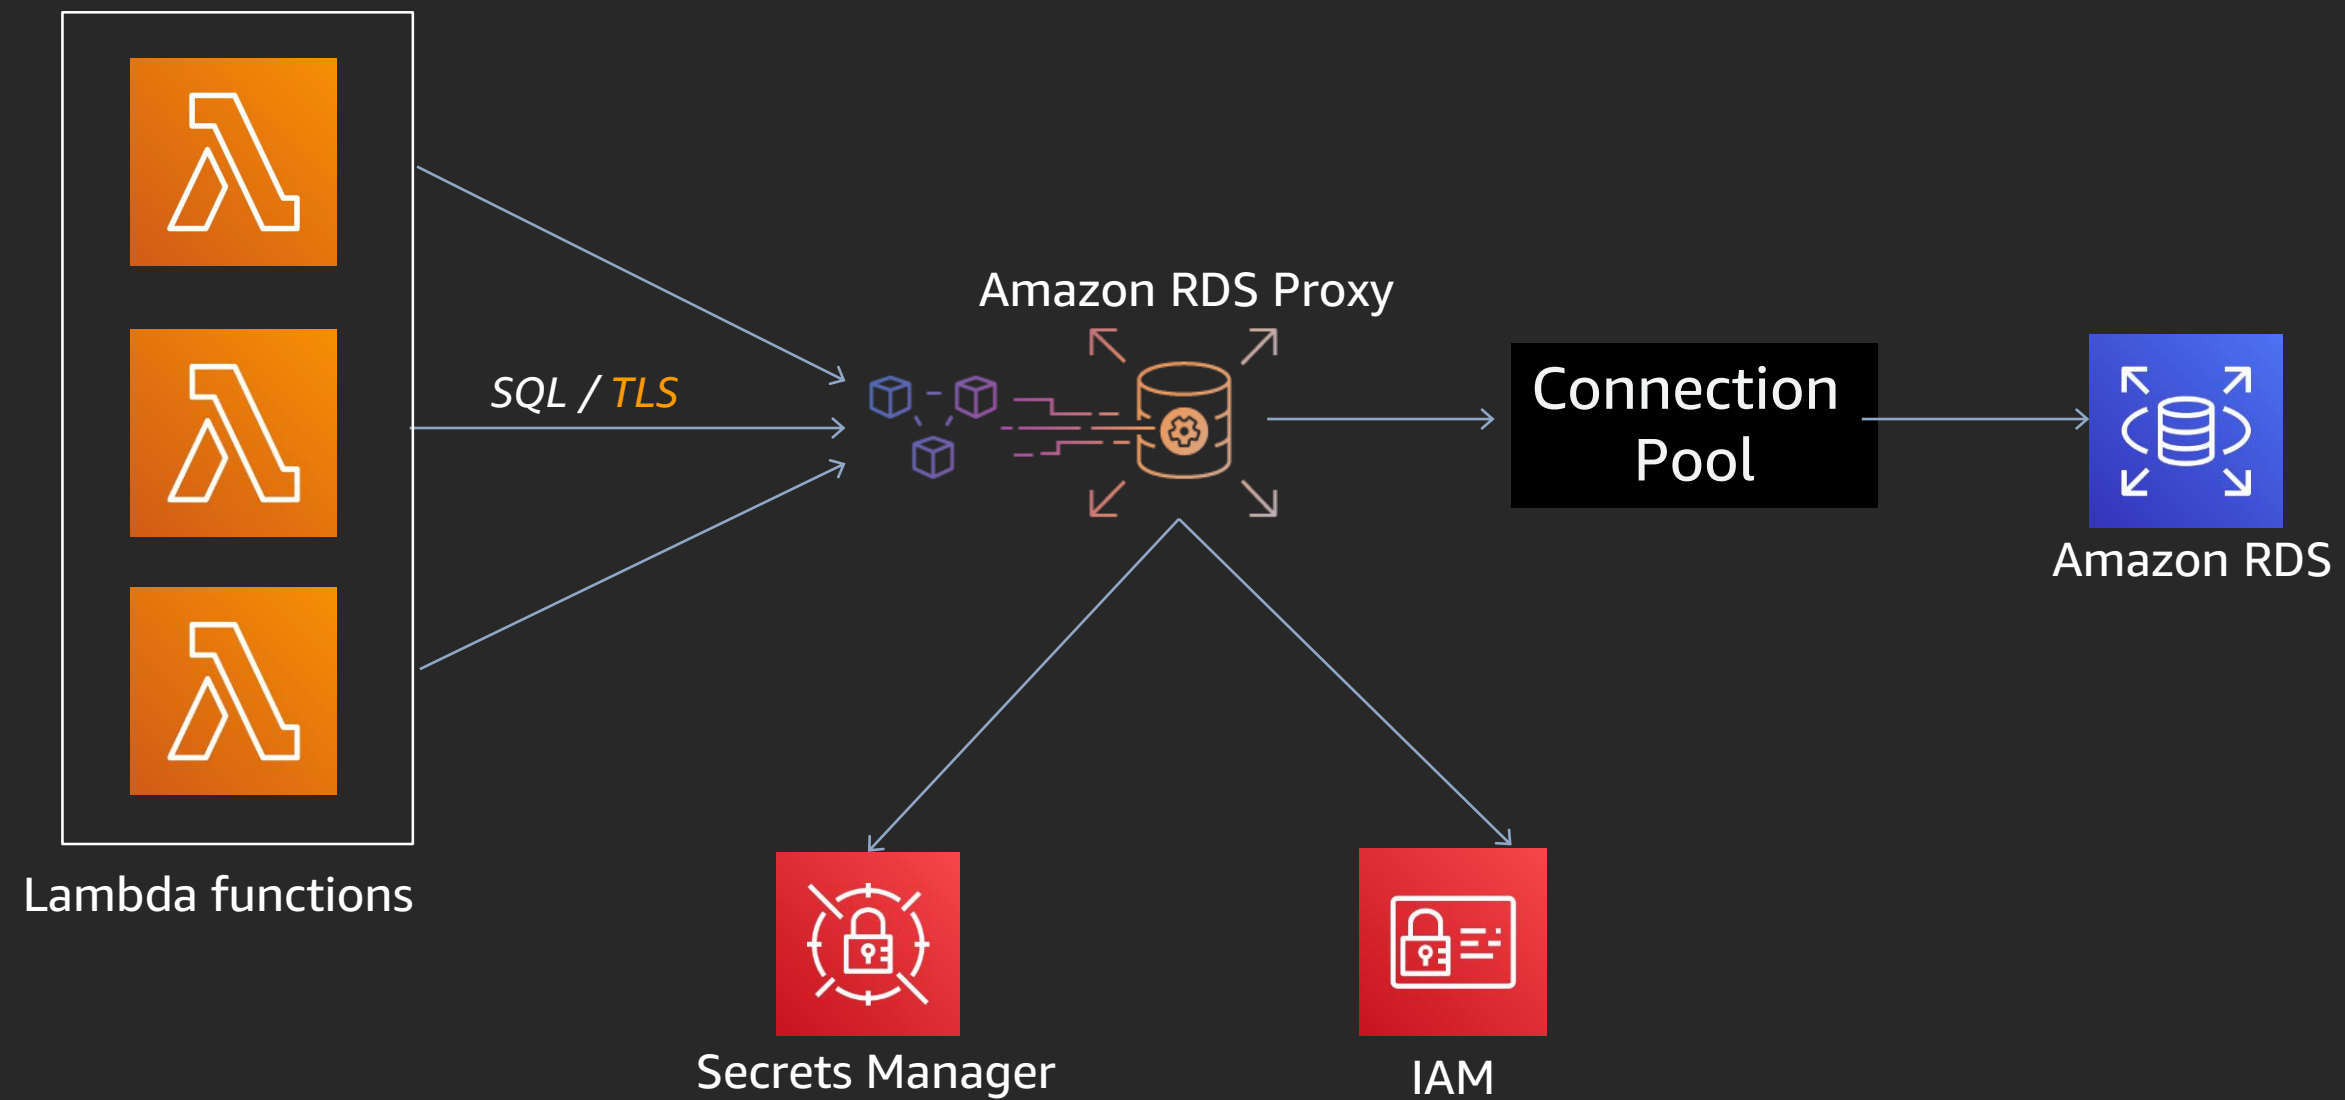 Amazon RDS Proxy
SQL / TLS
Connection
Pool
Amazon RDS
Lambda functions
Secrets Manager
IAM